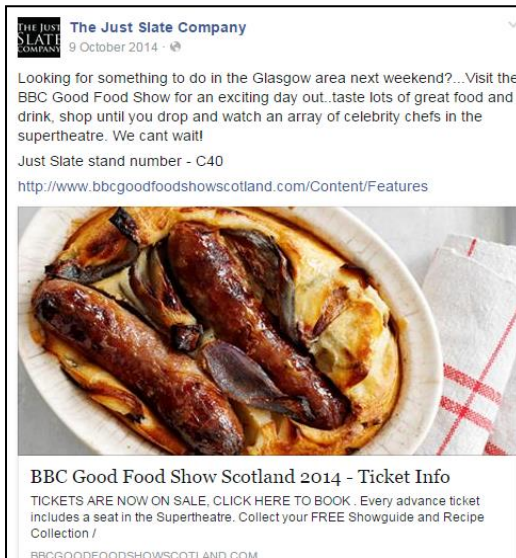 THE JUST
SLATE
COMPANY
The Just Slate Company
9 October 2014 ·
Looking for something to do in the Glasgow area next weekend?...Visit the
BBC Good Food Show for an exciting day out..taste lots of great food and
drink, shop until you drop and watch an array of celebrity chefs in the
supertheatre. We cant wait!
Just Slate stand number - C40
http://www.bbcgoodfoodshowscotland.com/Content/Features
BBC Good Food Show Scotland 2014 - Ticket Info
TICKETS ARE NOW ON SALE, CLICK HERE TO BOOK . Every advance ticket
includes a seat in the Supertheatre. Collect your FREE Showguide and Recipe
Collection /
BBCGOODFOODSHOWSCOTLAND.COM